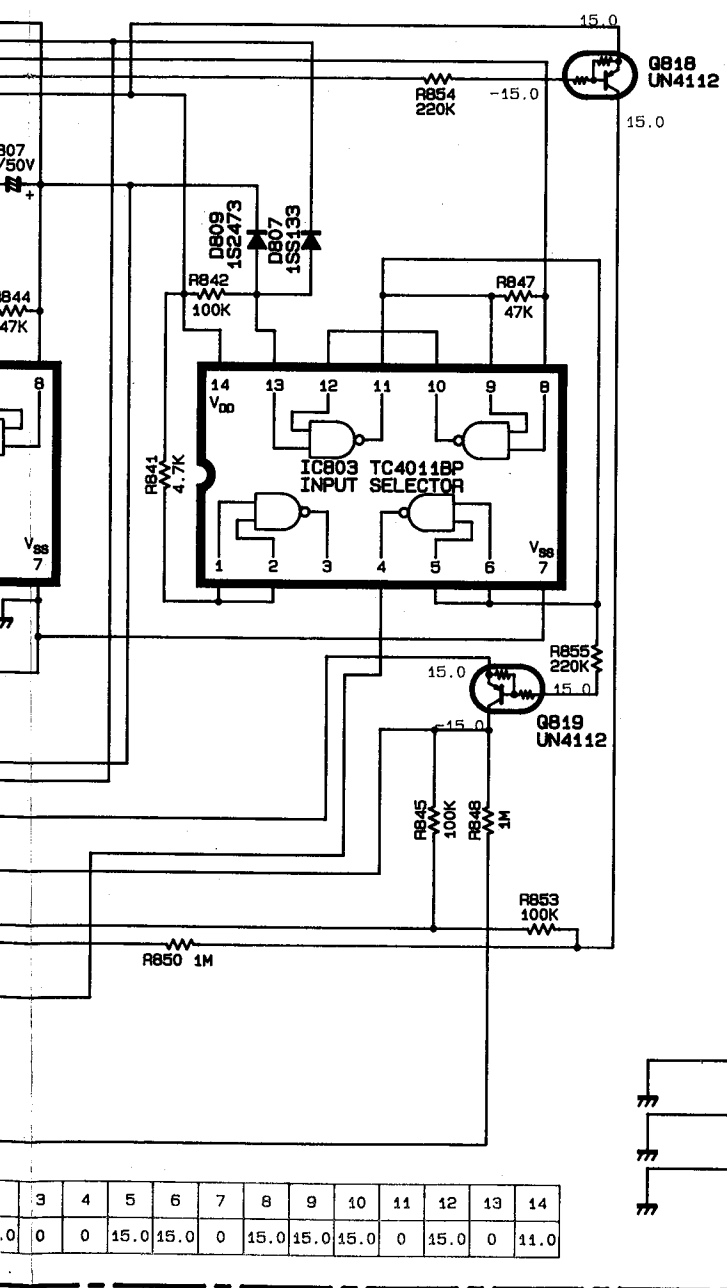 15.0
Q818
UN4112
R854
220K
-15.0
15.0
807
/50V
+
D809
1S2473
D807
1SS133
R842
100K
R847
47K
844
47K
8
14
13
12
11
10
9
8
VDD
R841
4.7K
IC803 TC4011BP
INPUT SELECTOR
VSS
7
1
2
3
4
5
6
VSS
7
R855
220K
15.0
15.0
-15.0
Q819
UN4112
R845
100K
R848
1M
R853
100K
R850 1M
3 4 5 6 7 8 9 10 11 12 13 14
.0 0 0 15.0 15.0 0 15.0 15.0 15.0 0 15.0 0 11.0